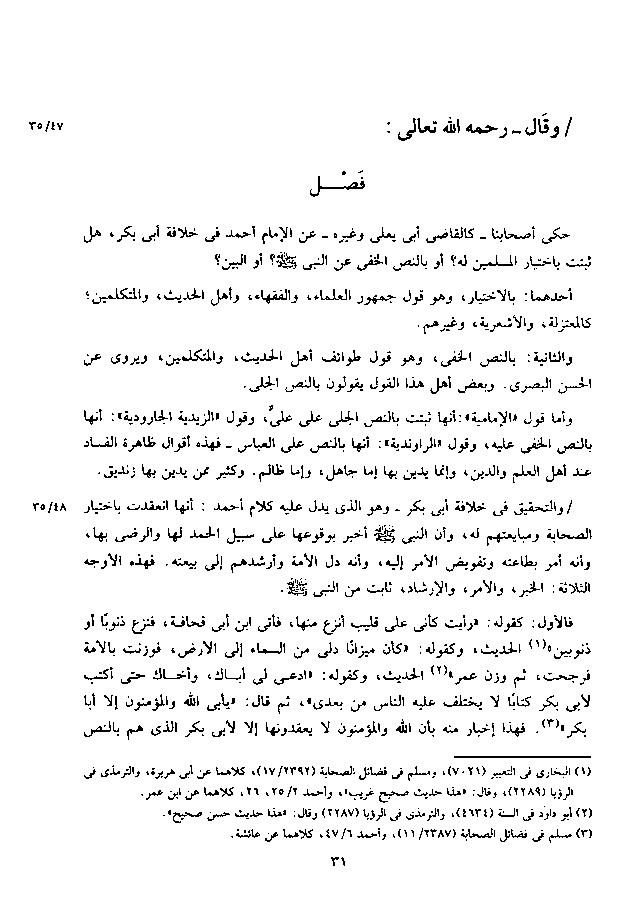 / وقَال ـ رحمه الله تعالى : ٣٥/٤٧
فَصْــل
حكى أصحابنا ـ كالقاضى أبى يعلى وغيره ـ عن الإمام أحمد فى خلافة أبى بكر، هل
ثبتت باختيار المسلمين له؟ أو بالنص الخفى عن النبى ﷺ؟ أو البين؟
أحدهما: بالاختيار، وهو قول جمهور العلماء، والفقهاء، وأهل الحديث، والمتكلمين؛
كالمعتزلة، والأشعرية، وغيرهم.
والثانية: بالنص الخفى، وهو قول طوائف أهل الحديث، والمتكلمين، ويروى عن
الحسن البصرى. وبعض أهل هذا القول يقولون بالنص الجلى.
وأما قول «الإمامية»:أنها ثبتت بالنص الجلى على علىٍّ، وقول «الزيدية الجارودية»: أنها
بالنص الخفى عليه، وقول «الراوندية»: أنها بالنص على العباس ـ فهذه أقوال ظاهرة الفساد
عند أهل العلم والدين، وإنما يدين بها إما جاهل، وإما ظالم. وكثير ممن يدين بها زنديق.
/ والتحقيق فى خلافة أبى بكر ـ وهو الذى يدل عليه كلام أحمد : أنها انعقدت باختيار ٣٥/٤٨
الصحابة ومبايعتهم له، وأن النبى ﷺ أخبر بوقوعها على سبيل الحمد لها والرضى بها،
وأنه أمر بطاعته وتفويض الأمر إليه، وأنه دل الأمة وأرشدهم إلى بيعته. فهذه الأوجه
الثلاثة: الخبر، والأمر، والإرشاد، ثابت من النبى ﷺ.
فالأول: كقوله: «رأيت كأنى على قليب أنزع منها، فأتى ابن أبى قحافة، فنزع ذنوبًا أو
ذنوبين»(١) الحديث، وكقوله: «كأن ميزانًا دلى من السماء إلى الأرض، فوزنت بالأمة
فرجحت، ثم وزن عمر»(٢) الحديث، وكقوله: «ادعى لى أباك، وأخاك حتى أكتب
لأبى بكر كتابًا لا يختلف عليه الناس من بعدى»، ثم قال: «يأبى الله والمؤمنون إلا أبا
بكر»(٣). فهذا إخبار منه بأن الله والمؤمنون لا يعقدونها إلا لأبى بكر الذى هم بالنص
(١) البخارى فى التعبير (٧٠٢١)، ومسلم فى فضائل الصحابة (١٧/٢٣٩٢)، كلاهما عن أبى هريرة، والترمذى فى
الرؤيا (٢٢٨٩)، وقال: «هذا حديث صحيح غريب»، وأحمد ٢٥/٢، ٢٦، كلاهما عن ابن عمر.
(٢) أبو داود فى السنة (٤٦٣٤)، والترمذى فى الرؤيا (٢٢٨٧) وقال: «هذا حديث حسن صحيح».
(٣) مسلم فى فضائل الصحابة (١١/٢٣٨٧)، وأحمد ٤٧/٦، كلاهما عن عائشة.
٣١